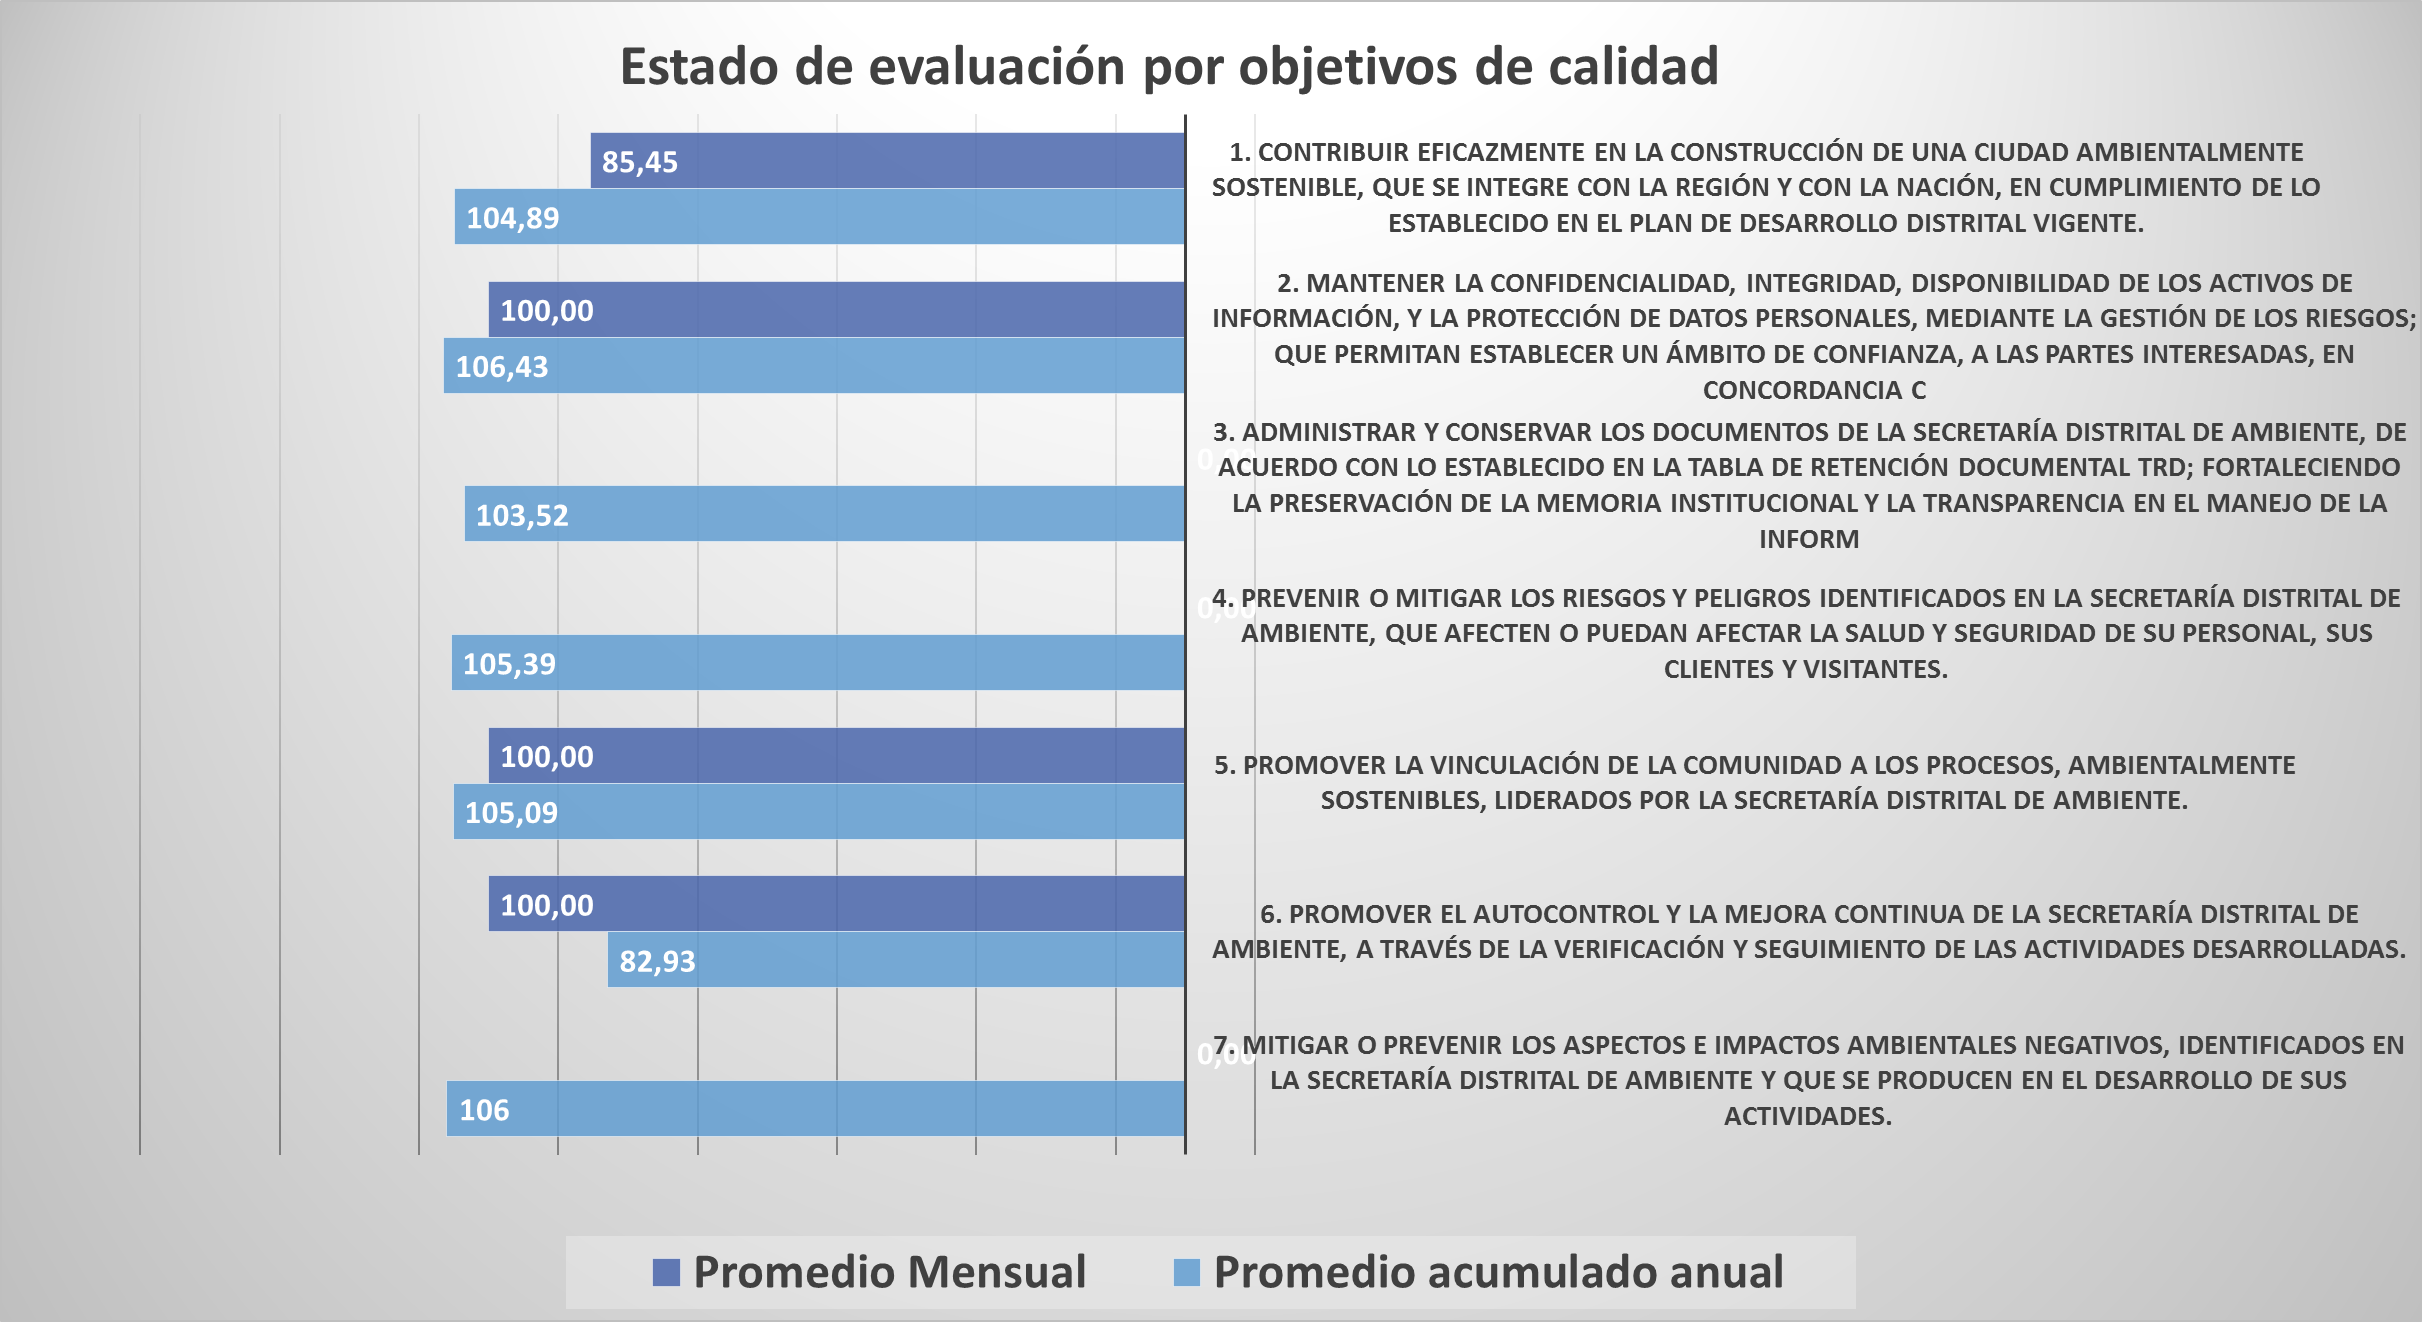 Estado de evaluación por objetivos de calidad
85,45
104,89
1. CONTRIBUIR EFICAZMENTE EN LA CONSTRUCCIÓN DE UNA CIUDAD AMBIENTALMENTE
SOSTENIBLE, QUE SE INTEGRE CON LA REGIÓN Y CON LA NACIÓN, EN CUMPLIMIENTO DE LO
ESTABLECIDO EN EL PLAN DE DESARROLLO DISTRITAL VIGENTE.
100,00
106,43
2. MANTENER LA CONFIDENCIALIDAD, INTEGRIDAD, DISPONIBILIDAD DE LOS ACTIVOS DE
INFORMACIÓN, Y LA PROTECCIÓN DE DATOS PERSONALES, MEDIANTE LA GESTIÓN DE LOS RIESGOS;
QUE PERMITAN ESTABLECER UN ÁMBITO DE CONFIANZA, A LAS PARTES INTERESADAS, EN
CONCORDANCIA C
0,00
103,52
3. ADMINISTRAR Y CONSERVAR LOS DOCUMENTOS DE LA SECRETARÍA DISTRITAL DE AMBIENTE, DE
ACUERDO CON LO ESTABLECIDO EN LA TABLA DE RETENCIÓN DOCUMENTAL TRD; FORTALECIENDO
LA PRESERVACIÓN DE LA MEMORIA INSTITUCIONAL Y LA TRANSPARENCIA EN EL MANEJO DE LA
INFORM
0,00
105,39
4. PREVENIR O MITIGAR LOS RIESGOS Y PELIGROS IDENTIFICADOS EN LA SECRETARÍA DISTRITAL DE
AMBIENTE, QUE AFECTEN O PUEDAN AFECTAR LA SALUD Y SEGURIDAD DE SU PERSONAL, SUS
CLIENTES Y VISITANTES.
100,00
105,09
5. PROMOVER LA VINCULACIÓN DE LA COMUNIDAD A LOS PROCESOS, AMBIENTALMENTE
SOSTENIBLES, LIDERADOS POR LA SECRETARÍA DISTRITAL DE AMBIENTE.
100,00
82,93
6. PROMOVER EL AUTOCONTROL Y LA MEJORA CONTINUA DE LA SECRETARÍA DISTRITAL DE
AMBIENTE, A TRAVÉS DE LA VERIFICACIÓN Y SEGUIMIENTO DE LAS ACTIVIDADES DESARROLLADAS.
0,00
106
7. MITIGAR O PREVENIR LOS ASPECTOS E IMPACTOS AMBIENTALES NEGATIVOS, IDENTIFICADOS EN
LA SECRETARÍA DISTRITAL DE AMBIENTE Y QUE SE PRODUCEN EN EL DESARROLLO DE SUS
ACTIVIDADES.
Promedio Mensual
Promedio acumulado anual